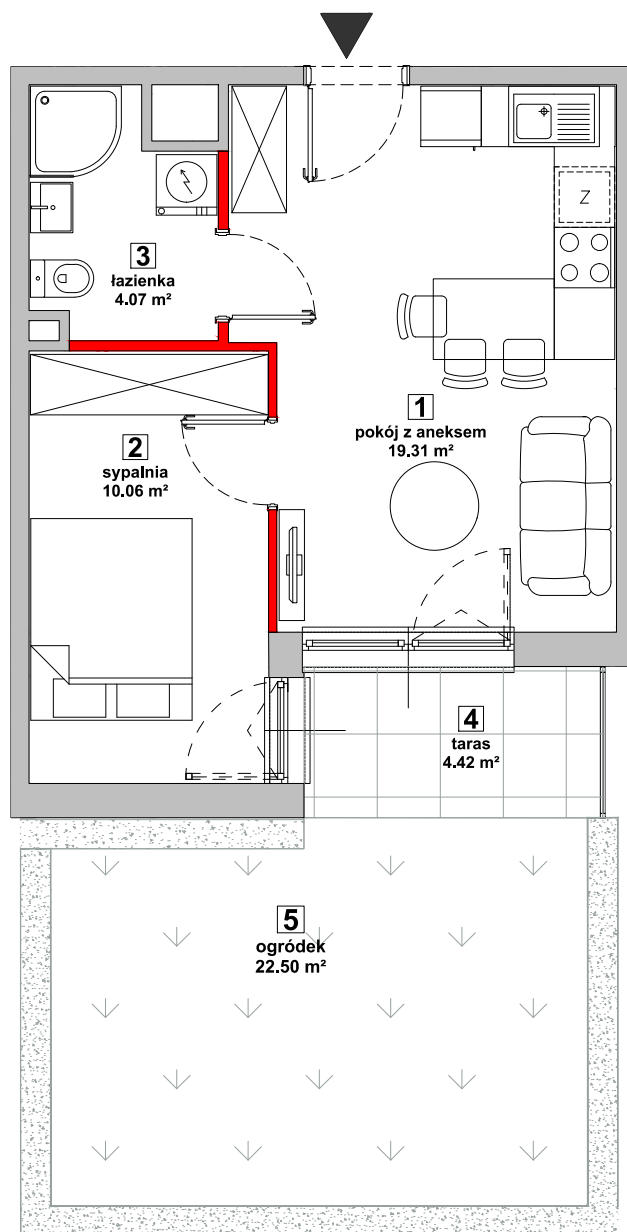 Z
3
łazienka
4.07 m²
1
pokój z aneksem
19.31 m²
2
sypialnia
10.06 m²
4
taras
4.42 m²
5
ogródek
22.50 m²